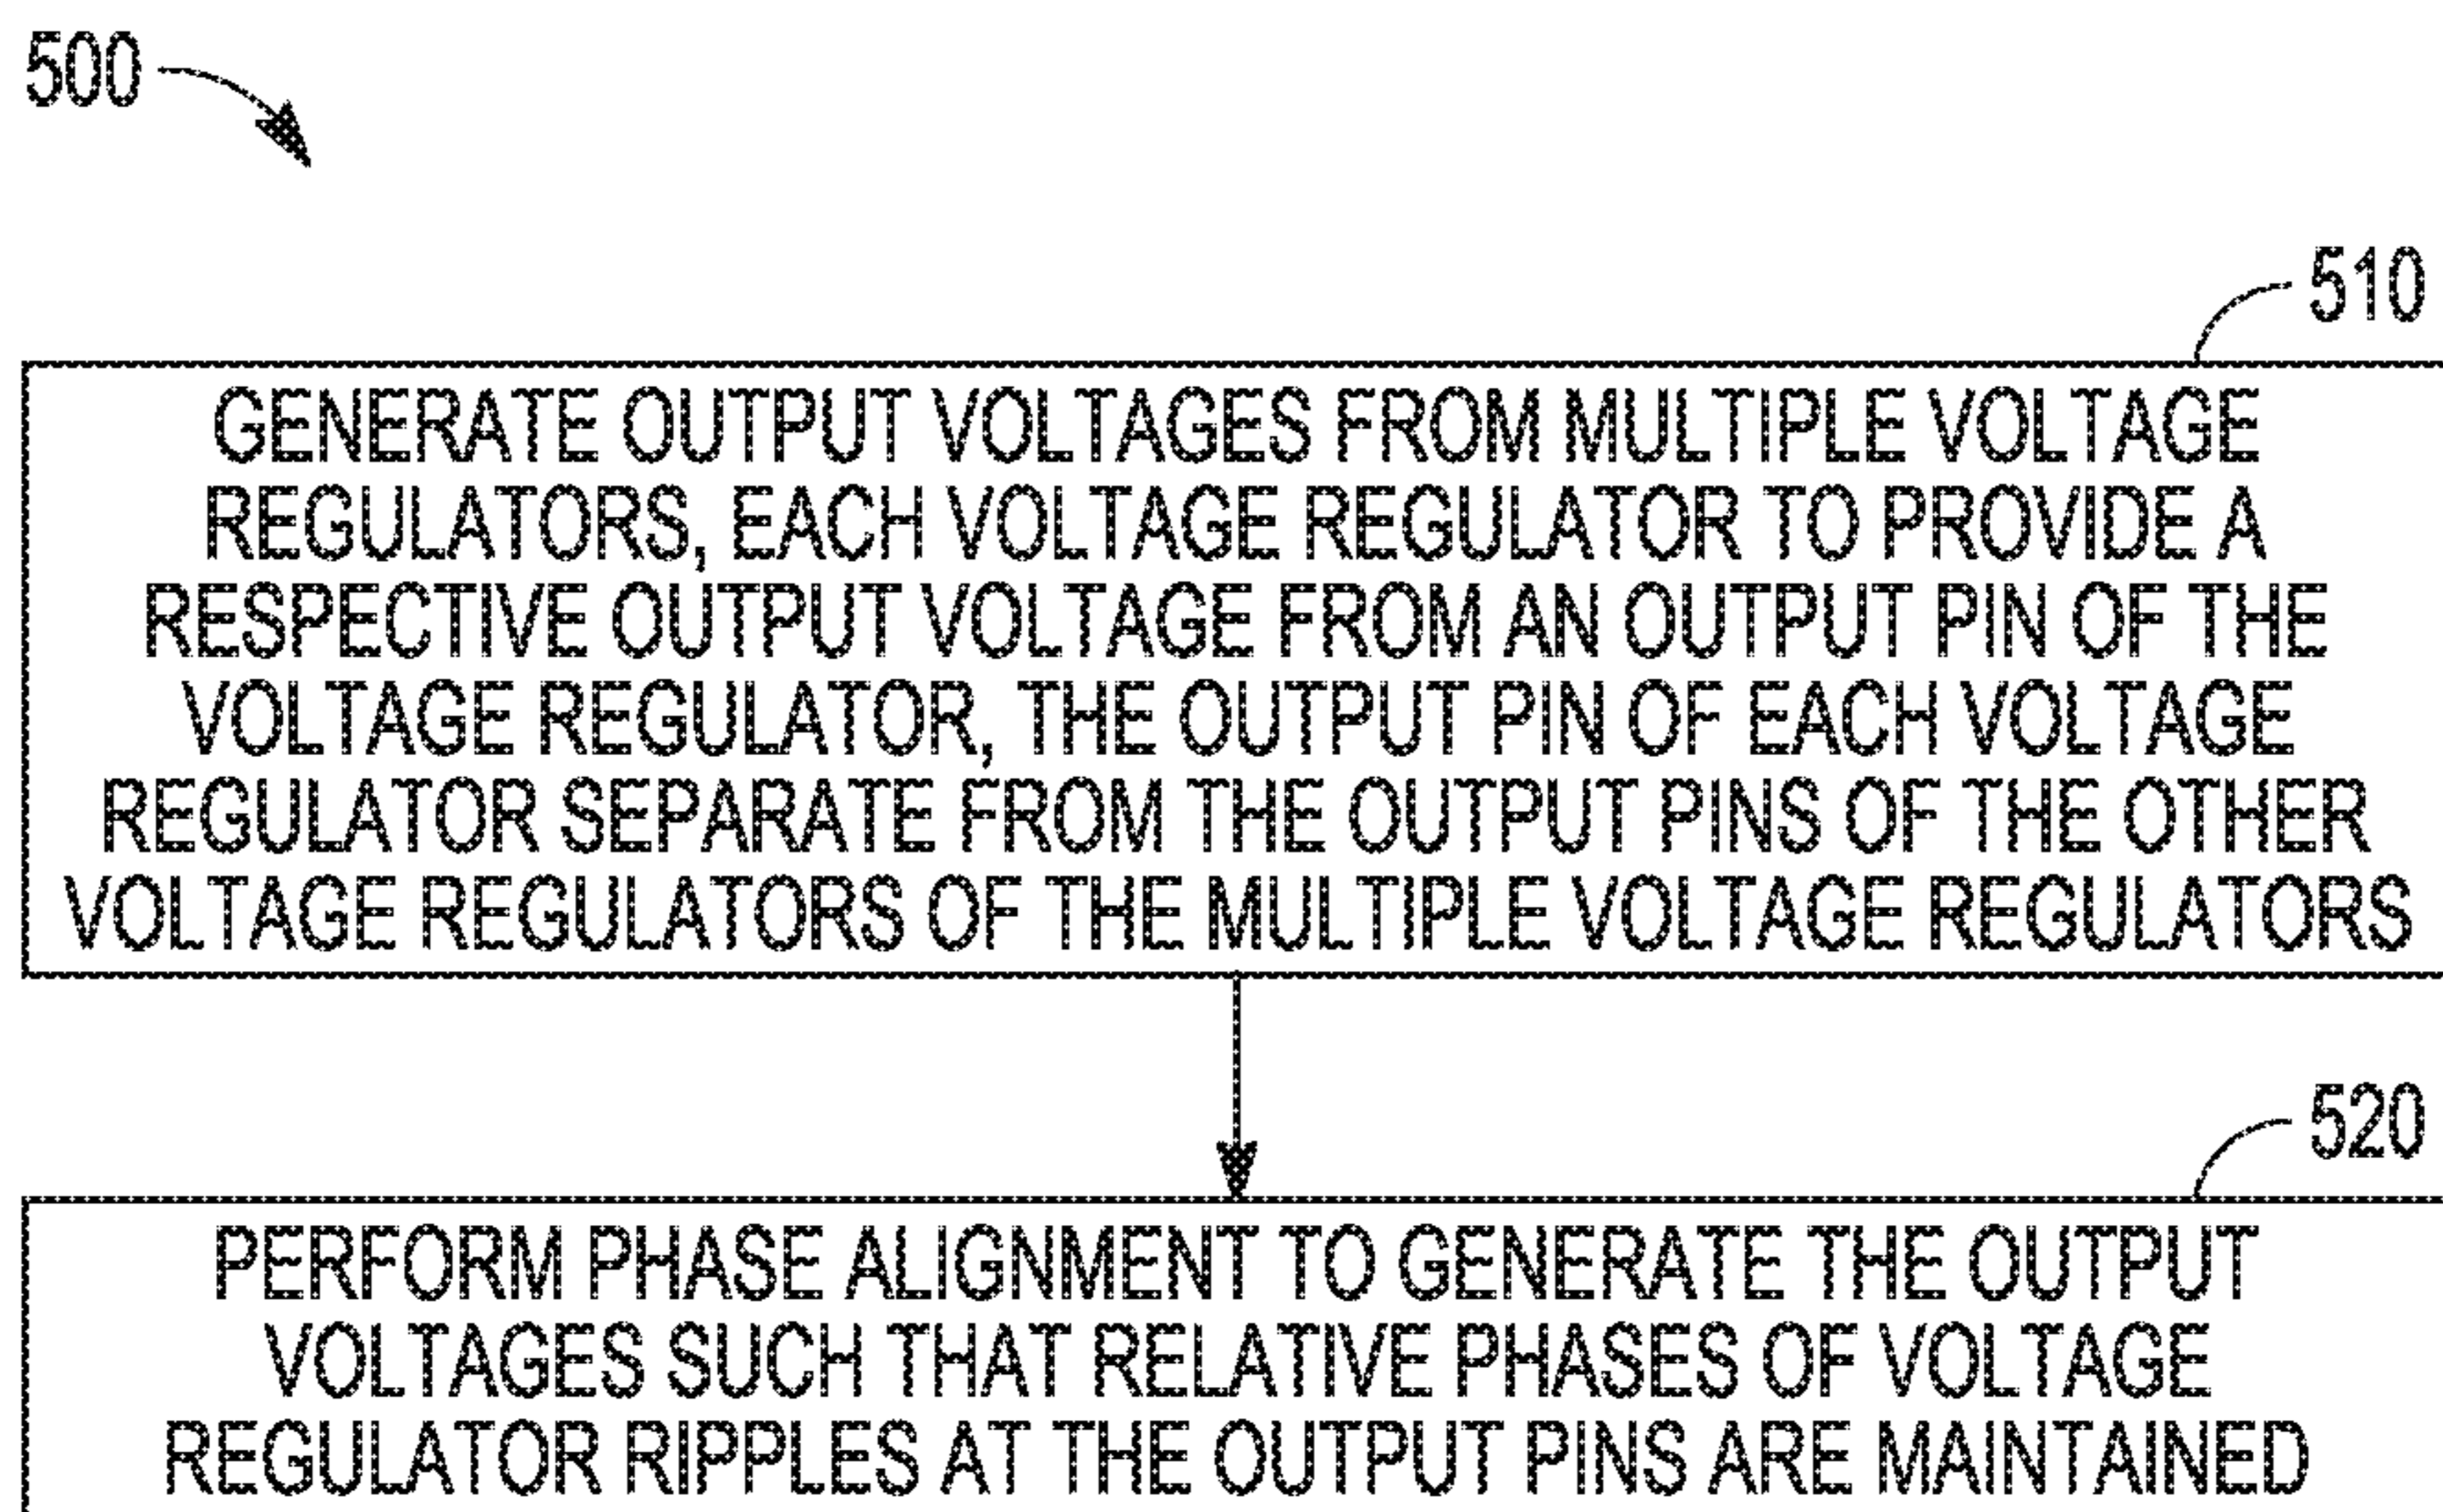 500
510
GENERATE OUTPUT VOLTAGES FROM MULTIPLE VOLTAGE
REGULATORS, EACH VOLTAGE REGULATOR TO PROVIDE A
RESPECTIVE OUTPUT VOLTAGE FROM AN OUTPUT PIN OF THE
VOLTAGE REGULATOR, THE OUTPUT PIN OF EACH VOLTAGE
REGULATOR SEPARATE FROM THE OUTPUT PINS OF THE OTHER
VOLTAGE REGULATORS OF THE MULTIPLE VOLTAGE REGULATORS
520
PERFORM PHASE ALIGNMENT TO GENERATE THE OUTPUT
VOLTAGES SUCH THAT RELATIVE PHASES OF VOLTAGE
REGULATOR RIPPLES AT THE OUTPUT PINS ARE MAINTAINED